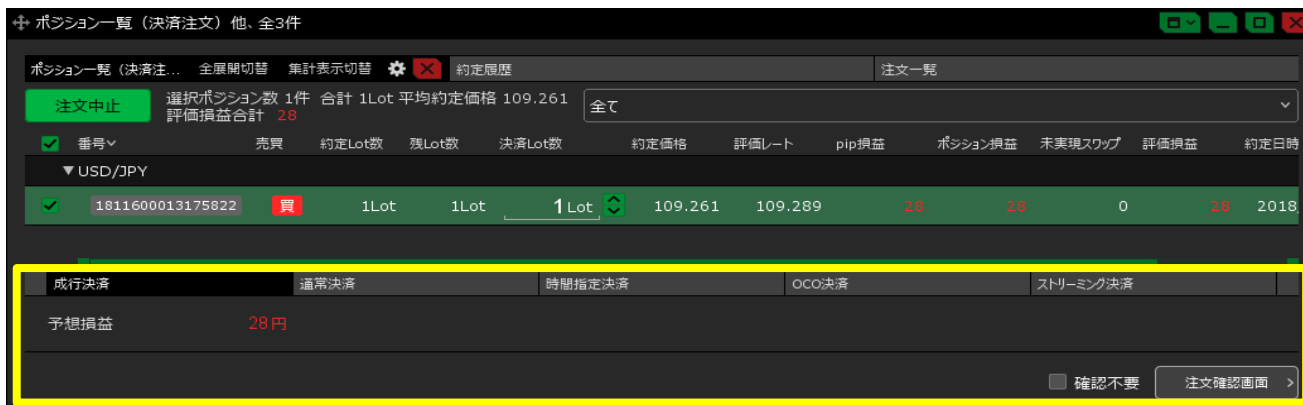 ポジション一覧（決済注文）他、全3件
ポジション一覧（決済注... 全展開切替 集計表示切替 約定履歴 注文一覧
注文中止 選択ポジション数 1件 合計 1Lot 平均約定価格 109.261 全て
評価損益合計 28
番号 売買 約定Lot数 残Lot数 決済Lot数 約定価格 評価レート pip損益 ポジション損益 未実現スワップ 評価損益 約定日時
▼USD/JPY
1811600013175822 買 1Lot 1Lot 1 Lot 109.261 109.289 28 28 0 28 2018
成行決済 通常決済 時間指定決済 OCO決済 ストリーミング決済
予想損益 28円
確認不要 注文確認画面 >